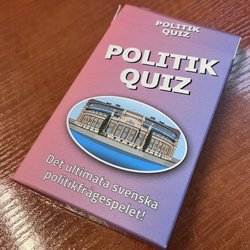 POLITIK
QUIZ
POLITIK
QUIZ
Det ultimata svenska
politikfrågespelet!